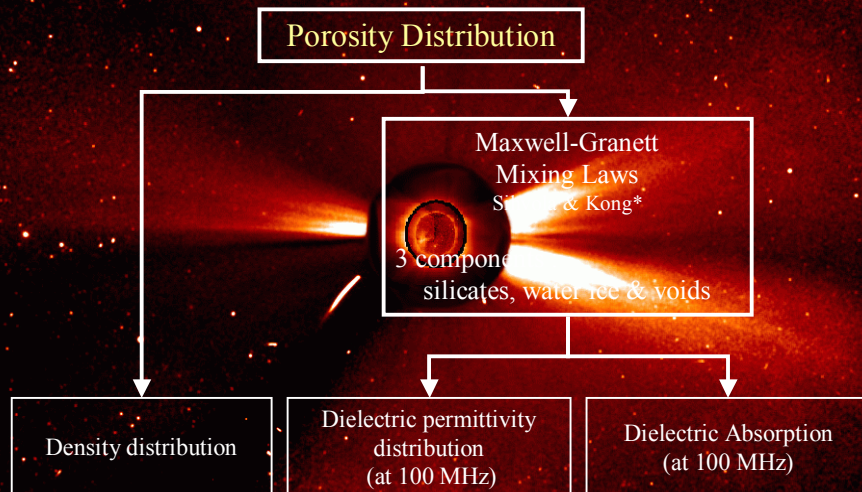 Porosity Distribution
Maxwell-Granett
Mixing Laws
& Kong*
3
silicates, water ice & voids
Density distribution
Dielectric permittivity
distribution
(at 100 MHz)
Dielectric Absorption
(at 100 MHz)